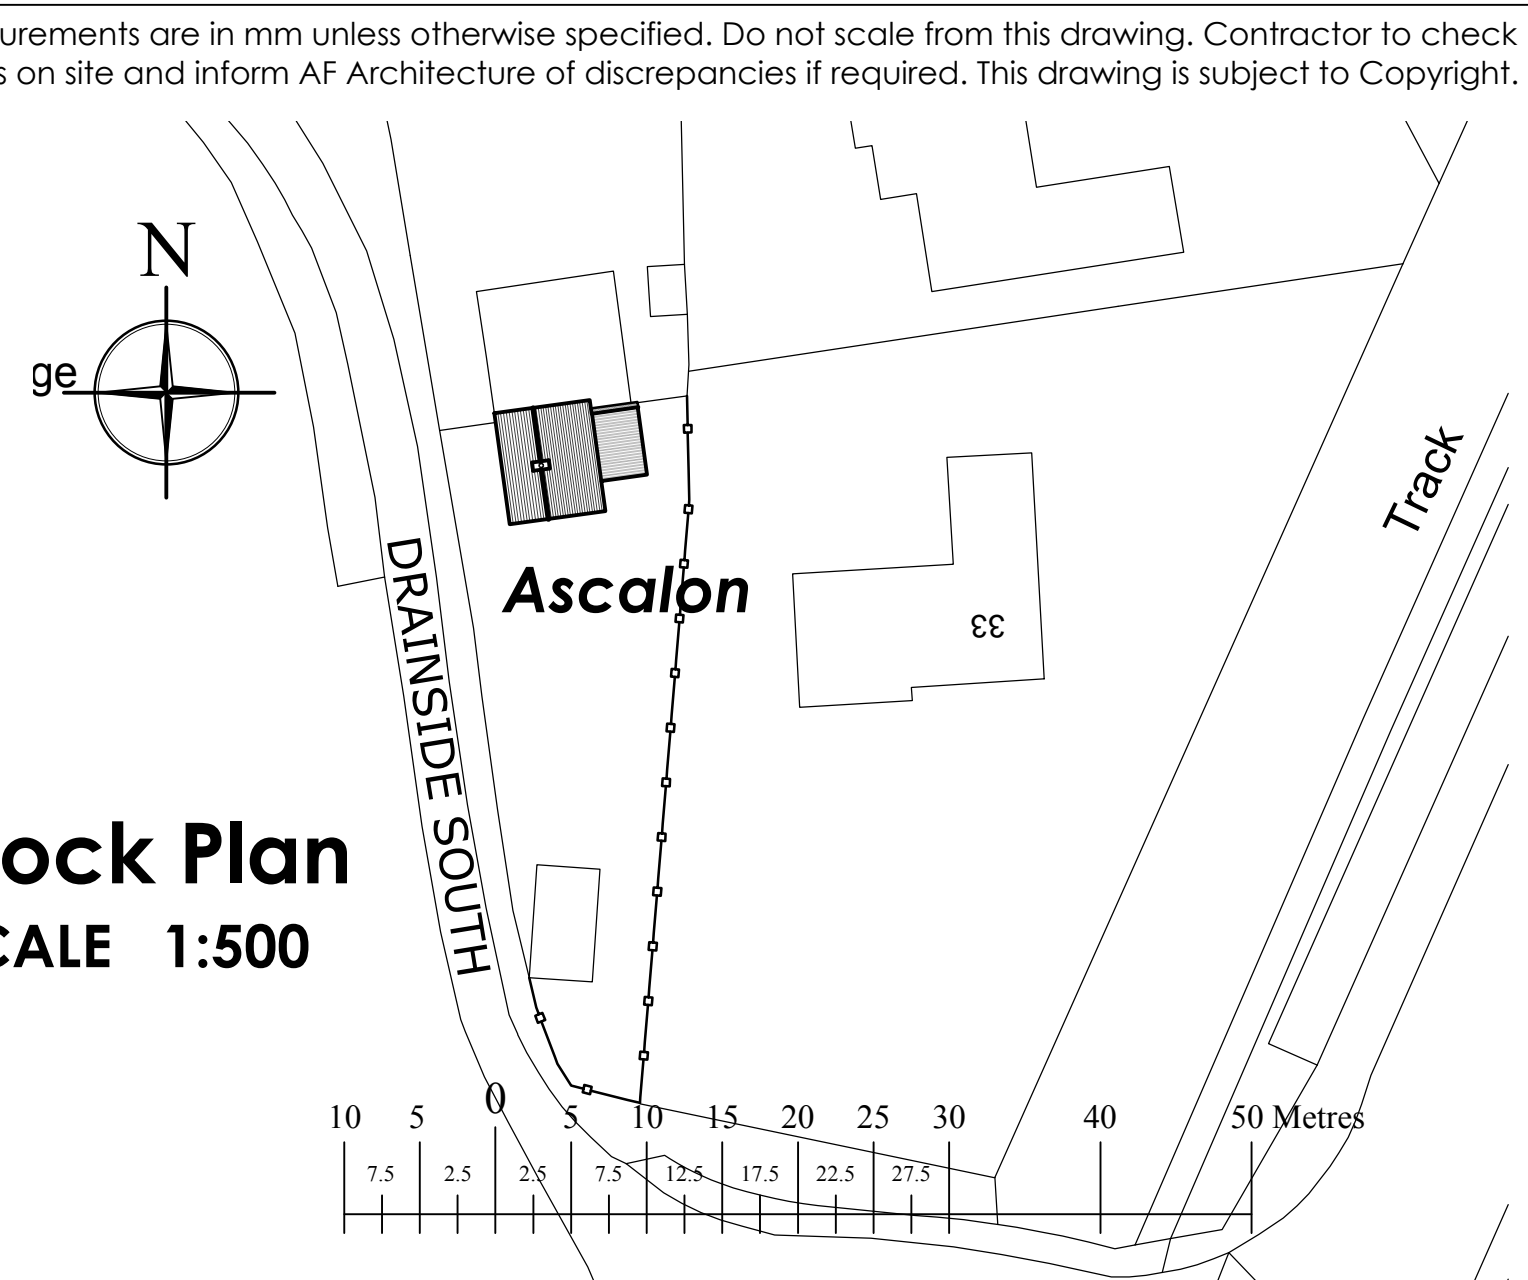 urements are in mm unless otherwise specified. Do not scale from this drawing. Contractor to check
s on site and inform AF Architecture of discrepancies if required. This drawing is subject to Copyright.
N
ge
Track
DRAINSIDE SOUTH
Ascalon
33
ock Plan
CALE 1:500
10 5 0 5 10 15 20 25 30 40 50 Metres
7.5 2.5 2.5 7.5 12.5 17.5 22.5 27.5